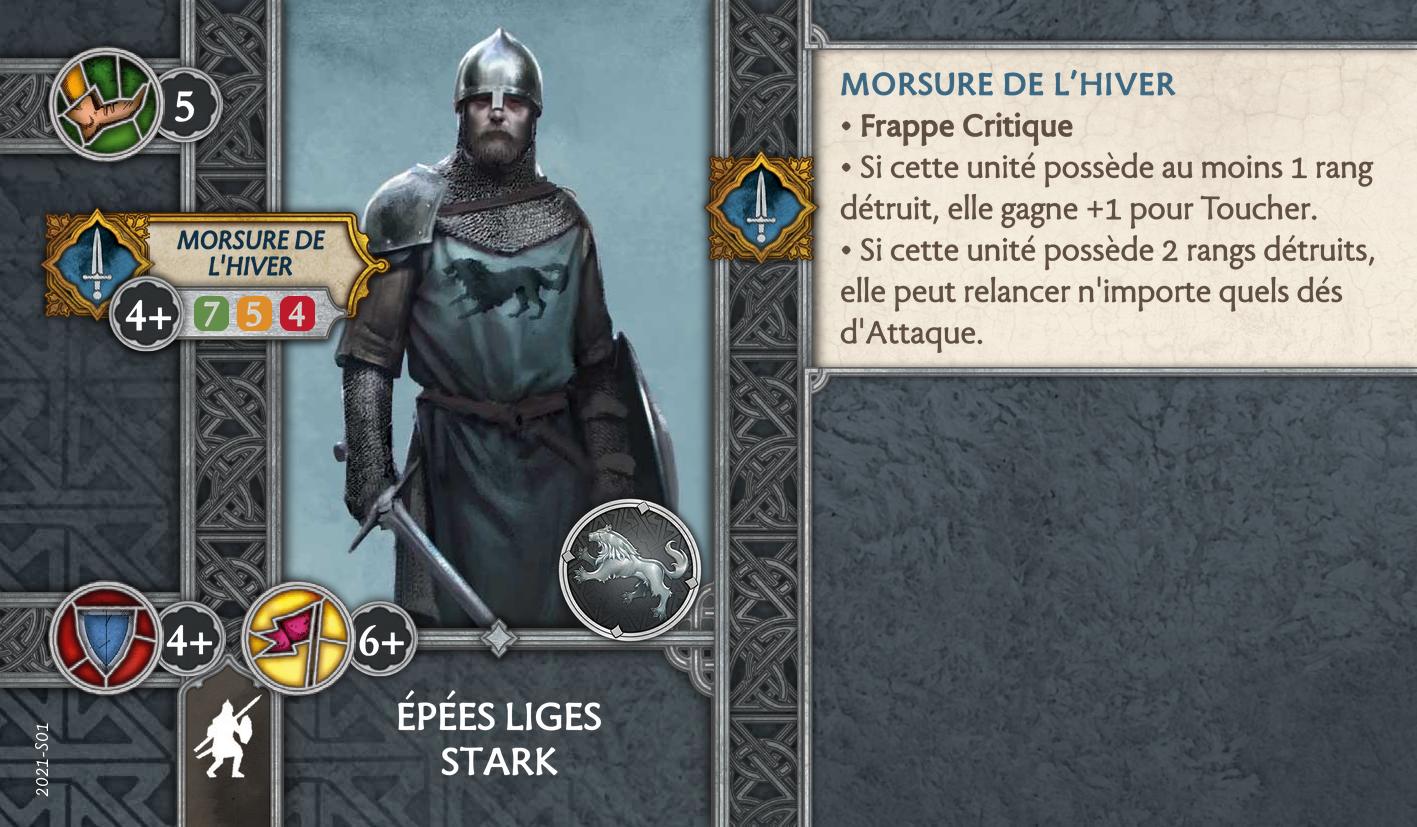 5
MORSURE DE
L'HIVER
4+
7 5 4
4+
6+
ÉPÉES LIGES
STARK
2021-S01
MORSURE DE L’HIVER
• Frappe Critique
• Si cette unité possède au moins 1 rang
détruit, elle gagne +1 pour Toucher.
• Si cette unité possède 2 rangs détruits,
elle peut relancer n'importe quels dés
d'Attaque.